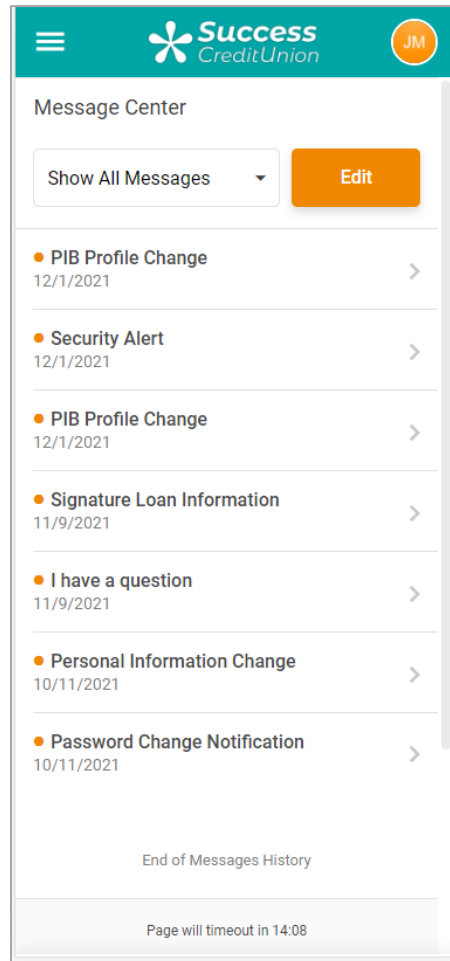 Success
CreditUnion
JM
Message Center
Show All Messages
Edit
PIB Profile Change
12/1/2021
Security Alert
12/1/2021
PIB Profile Change
12/1/2021
Signature Loan Information
11/9/2021
I have a question
11/9/2021
Personal Information Change
10/11/2021
Password Change Notification
10/11/2021
End of Messages History
Page will timeout in 14:08